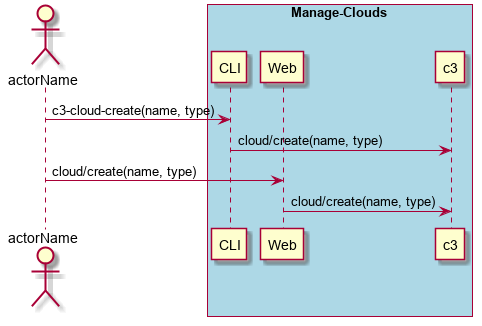 Manage-Clouds
actorName
CLI
Web
c3
c3-cloud-create(name, type)
cloud/create(name, type)
cloud/create(name, type)
cloud/create(name, type)
actorName
CLI
Web
c3